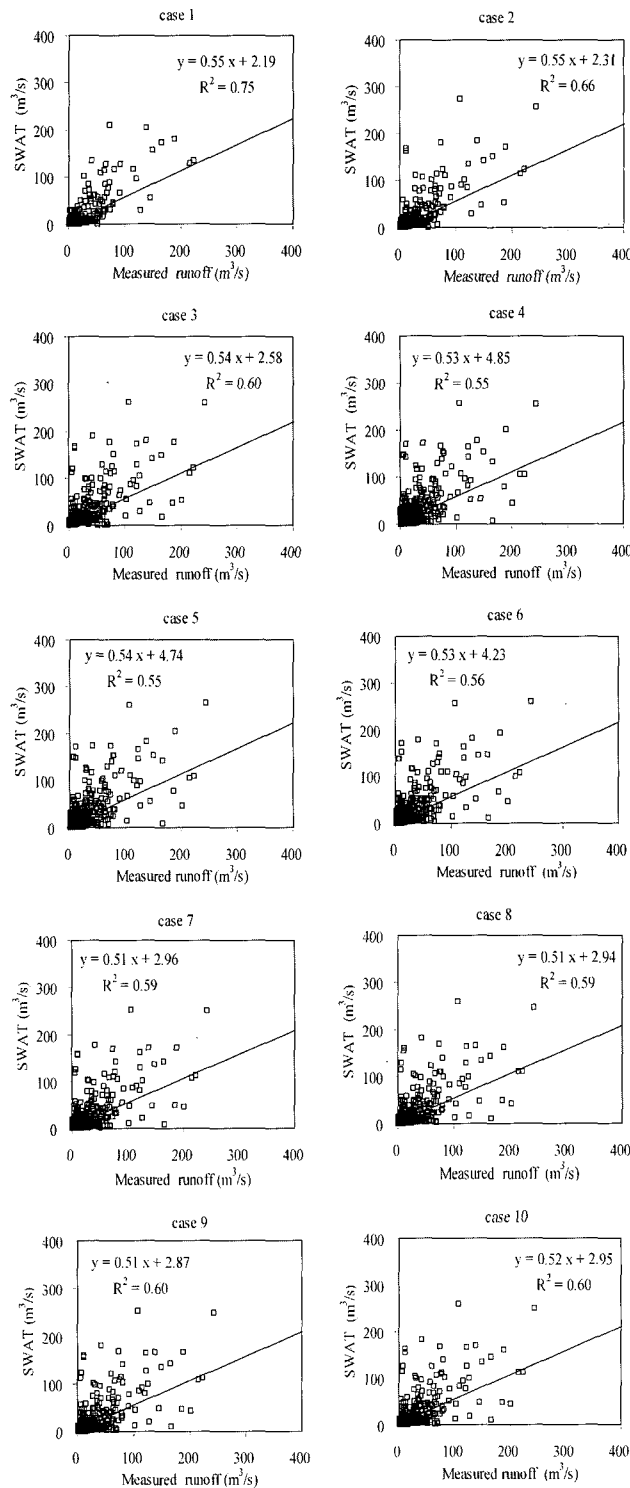 case 1
y = 0.55 x + 2.19
R² = 0.75
SWAT (m³/s)
400
300
200
100
0
0 100 200 300 400
Measured runoff (m³/s)
case 2
y = 0.55 x + 2.31
R² = 0.66
SWAT (m³/s)
400
300
200
100
0
0 100 200 300 400
Measured runoff (m³/s)
case 3
y = 0.54 x + 2.58
R² = 0.60
SWAT (m³/s)
400
300
200
100
0
0 100 200 300 400
Measured runoff (m³/s)
case 4
y = 0.53 x + 4.85
R² = 0.55
SWAT (m³/s)
400
300
200
100
0
0 100 200 300 400
Measured runoff (m³/s)
case 5
y = 0.54 x + 4.74
R² = 0.55
SWAT (m³/s)
400
300
200
100
0
0 100 200 300 400
Measured runoff (m³/s)
case 6
y = 0.53 x + 4.23
R² = 0.56
SWAT (m³/s)
400
300
200
100
0
0 100 200 300 400
Measured runoff (m³/s)
case 7
y = 0.51 x + 2.96
R² = 0.59
SWAT (m³/s)
400
300
200
100
0
0 100 200 300 400
Measured runoff (m³/s)
case 8
y = 0.51 x + 2.94
R² = 0.59
SWAT (m³/s)
400
300
200
100
0
0 100 200 300 400
Measured runoff (m³/s)
case 9
y = 0.51 x + 2.87
R² = 0.60
SWAT (m³/s)
400
300
200
100
0
0 100 200 300 400
Measured runoff (m³/s)
case 10
y = 0.52 x + 2.95
R² = 0.60
SWAT (m³/s)
400
300
200
100
0
0 100 200 300 400
Measured runoff (m³/s)